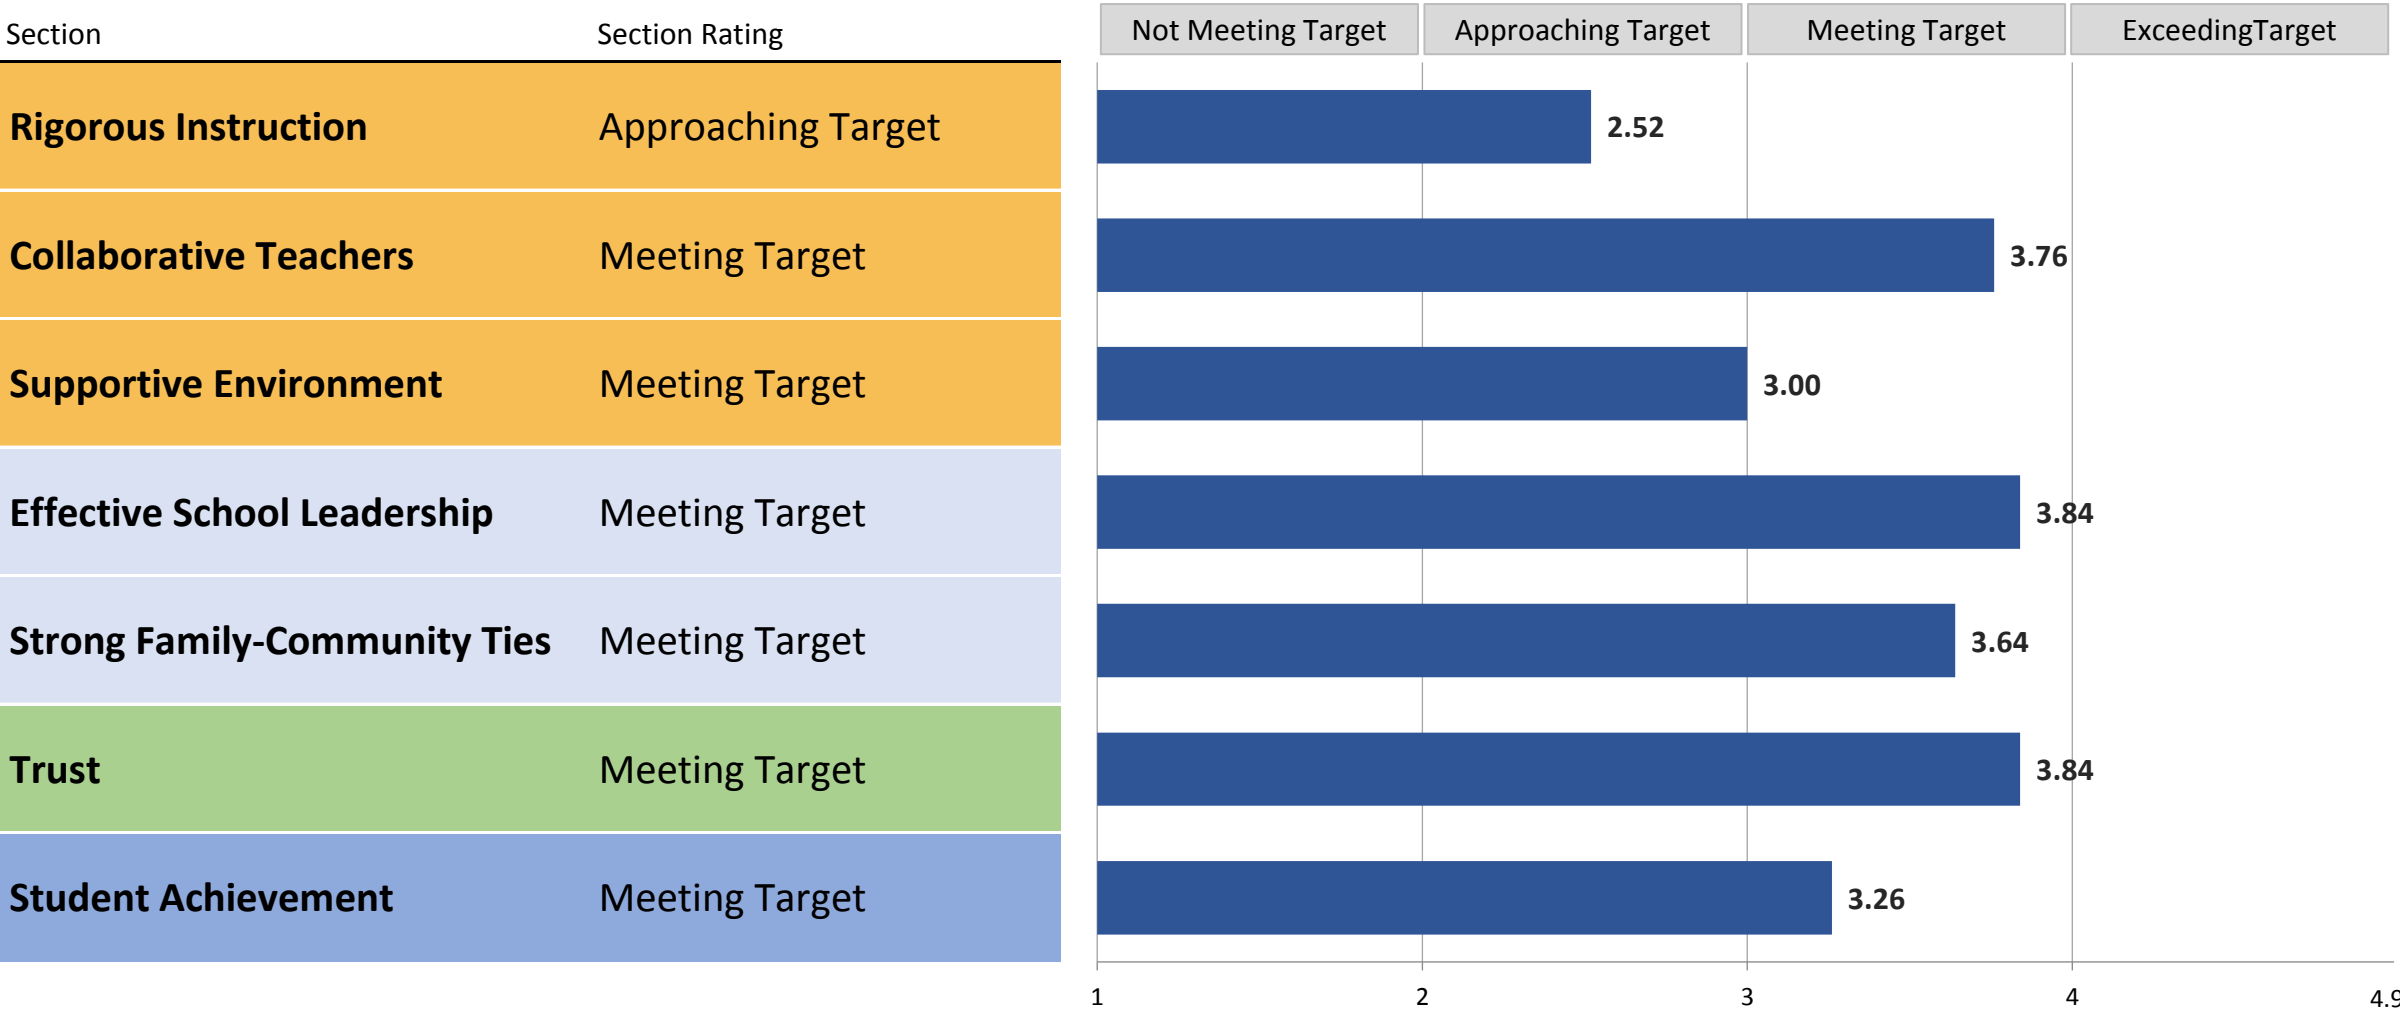 Section Section Rating Not Meeting Target Approaching Target Meeting Target ExceedingTarget
Rigorous Instruction Approaching Target 2.52
Collaborative Teachers Meeting Target 3.76
Supportive Environment Meeting Target 3.00
Effective School Leadership Meeting Target 3.84
Strong Family-Community Ties Meeting Target 3.64
Trust Meeting Target 3.84
Student Achievement Meeting Target 3.26
1 2 3 4 4.9